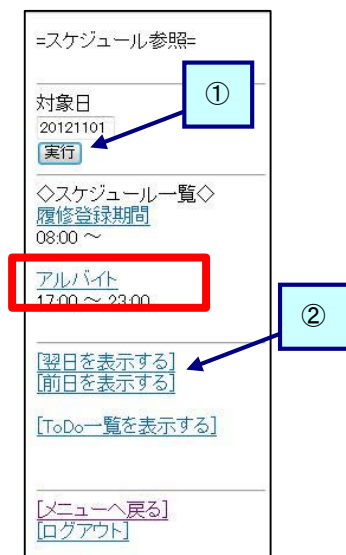 =スケジュール参照=
対象日
20121101
実行
①
◇スケジュール一覧◇
履修登録期間
08:00 ～
アルバイト
17:00 ～ 23:00
②
[翌日を表示する]
[前日を表示する]
[ToDo一覧を表示する]
[メニューへ戻る]
[ログアウト]